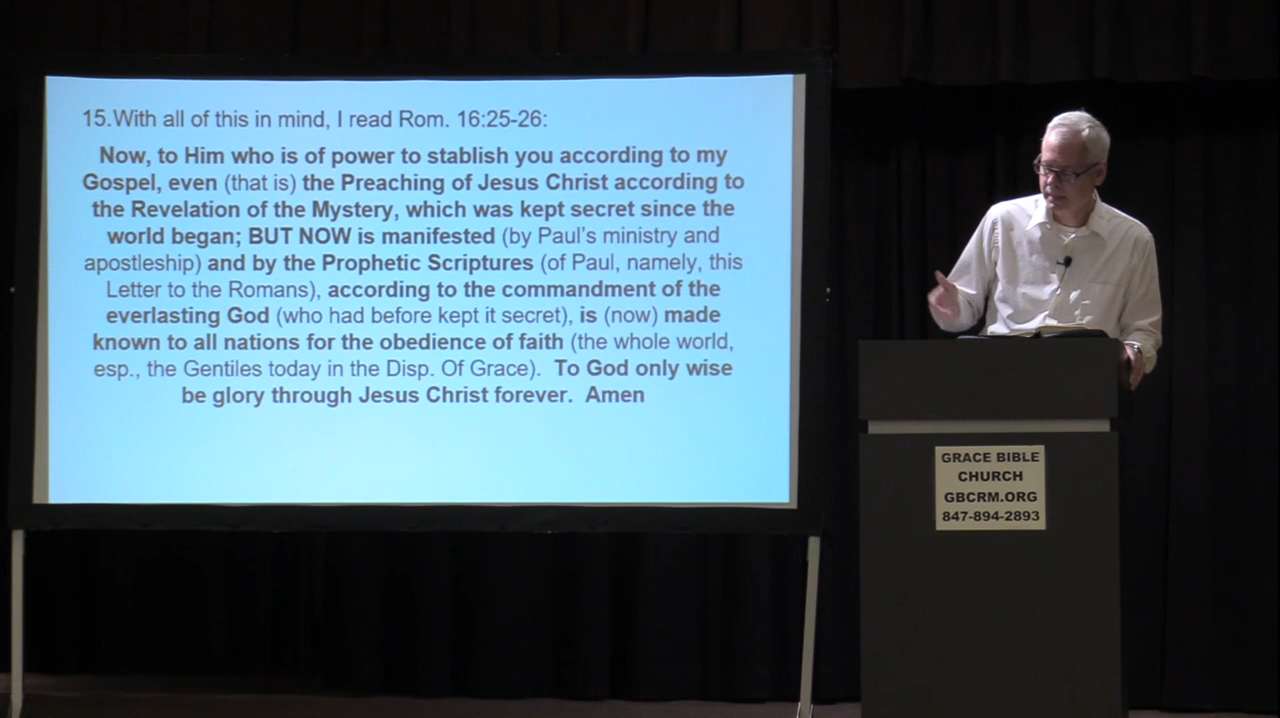 15.With all of this in mind, I read Rom. 16:25-26:
Now, to Him who is of power to stablish you according to my
Gospel, even (that is) the Preaching of Jesus Christ according to
the Revelation of the Mystery, which was kept secret since the
world began; BUT NOW is manifested (by Paul's ministry and
apostleship) and by the Prophetic Scriptures (of Paul, namely, this
Letter to the Romans), according to the commandment of the
everlasting God (who had before kept it secret), is (now) made
known to all nations for the obedience of faith (the whole world,
esp., the Gentiles today in the Disp. Of Grace). To God only wise
be glory through Jesus Christ forever. Amen
GRACE BIBLE
CHURCH
GBCRM.ORG
847-894-2893